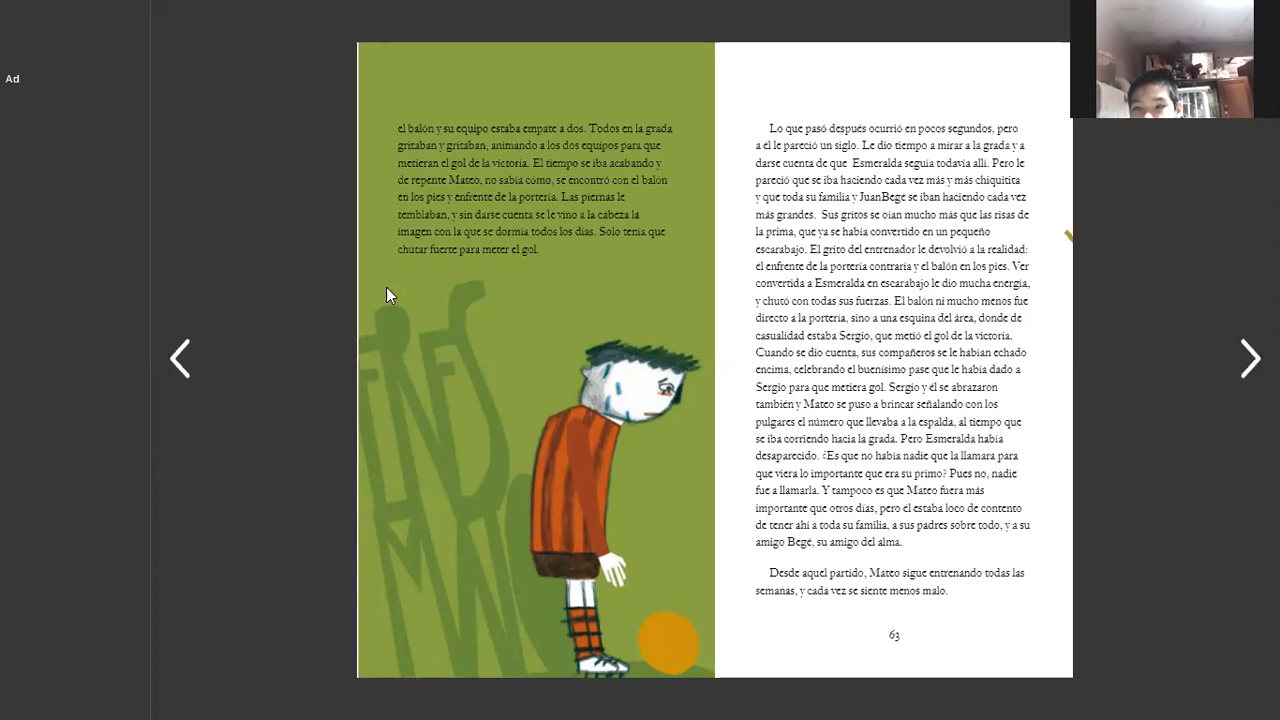 Ad
el balón y su equipo estaba empate a dos. Todos en la grada
gritaban y gritaban, animando a los dos equipos para que
metieran el gol de la victoria. El tiempo se iba acabando y
de repente Mateo, no sabía cómo, se encontró con el balón
en los pies y enfrente de la portería. Las piernas le
temblaban, y sin darse cuenta se le vino a la cabeza la
imagen con la que se dormía todos los días. Solo tenía que
chutar fuerte para meter el gol.
Lo que pasó después ocurrió en pocos segundos, pero
a él le pareció un siglo. Le dio tiempo a mirar a la grada y a
darse cuenta de que Esmeralda seguía todavía allí. Pero le
pareció que se iba haciendo cada vez más y más chiquitita
y que toda su familia y JuanBegé se iban haciendo cada vez
más grandes. Sus gritos se oían mucho más que las risas de
la prima, que ya se había convertido en un pequeño
escarabajo. El grito del entrenador le devolvió a la realidad:
él enfrente de la portería contraria y el balón en los pies. Ver
convertida a Esmeralda en escarabajo le dio mucha energía,
y chutó con todas sus fuerzas. El balón ni mucho menos fue
directo a la portería, sino a una esquina del área, donde de
casualidad estaba Sergio, que metió el gol de la victoria.
Cuando se dio cuenta, sus compañeros se le habían echado
encima, celebrando el buenísimo pase que le había dado a
Sergio para que metiera gol. Sergio y él se abrazaron
también y Mateo se puso a brincar señalando con los
pulgares el número que llevaba a la espalda, al tiempo que
se iba corriendo hacia la grada. Pero Esmeralda había
desaparecido. ¿Es que no había nadie que la llamara para
que viera lo importante que era su primo? Pues no, nadie
fue a llamarla. Y tampoco es que Mateo fuera más
importante que otros días, pero él estaba loco de contento
de tener ahí a toda su familia, a sus padres sobre todo, y a su
amigo Begé, su amigo del alma.
Desde aquel partido, Mateo sigue entrenando todas las
semanas, y cada vez se siente menos malo.
63